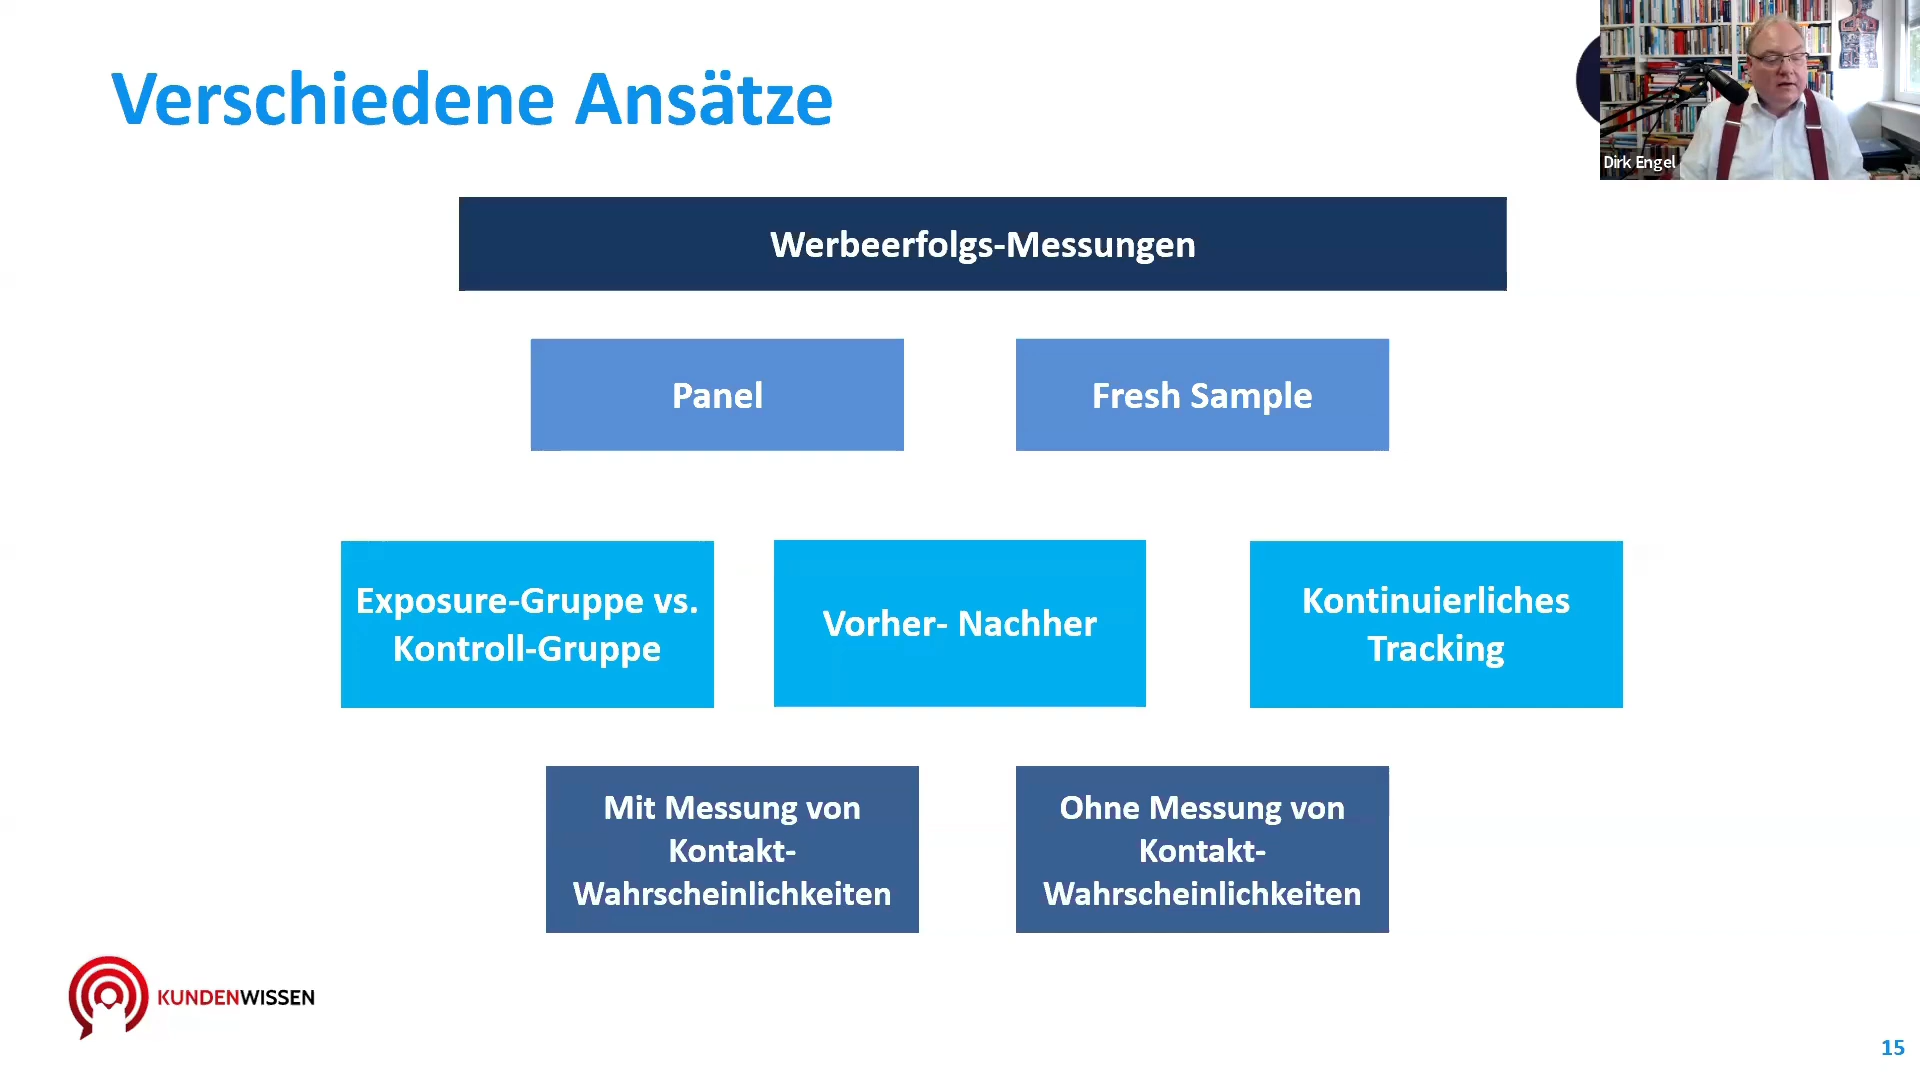 Verschiedene Ansätze
Dirk Engel
Werbeerfolgs-Messungen
Panel
Fresh Sample
Exposure-Gruppe vs.
Kontroll-Gruppe
Vorher- Nachher
Kontinuierliches
Tracking
Mit Messung von
Kontakt-
Wahrscheinlichkeiten
Ohne Messung von
Kontakt-
Wahrscheinlichkeiten
KUNDENWISSEN
15